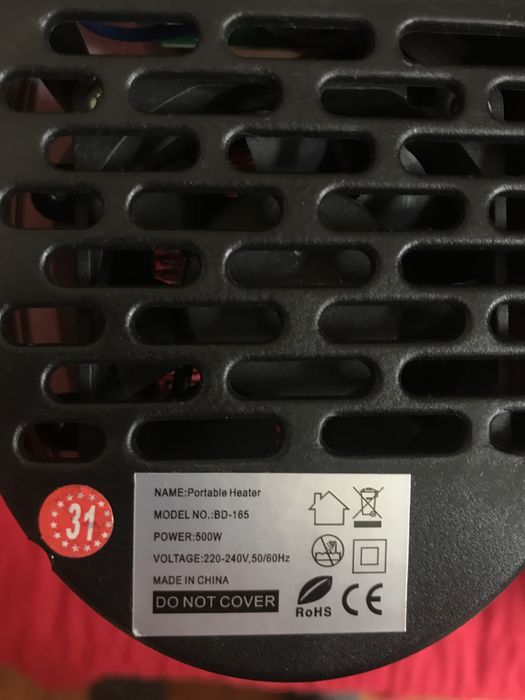 31
NAME:Portable Heater
MODEL NO.:BD-165
POWER:500W
VOLTAGE:220-240V,50/60Hz
MADE IN CHINA
DO NOT COVER
RoHS
CE